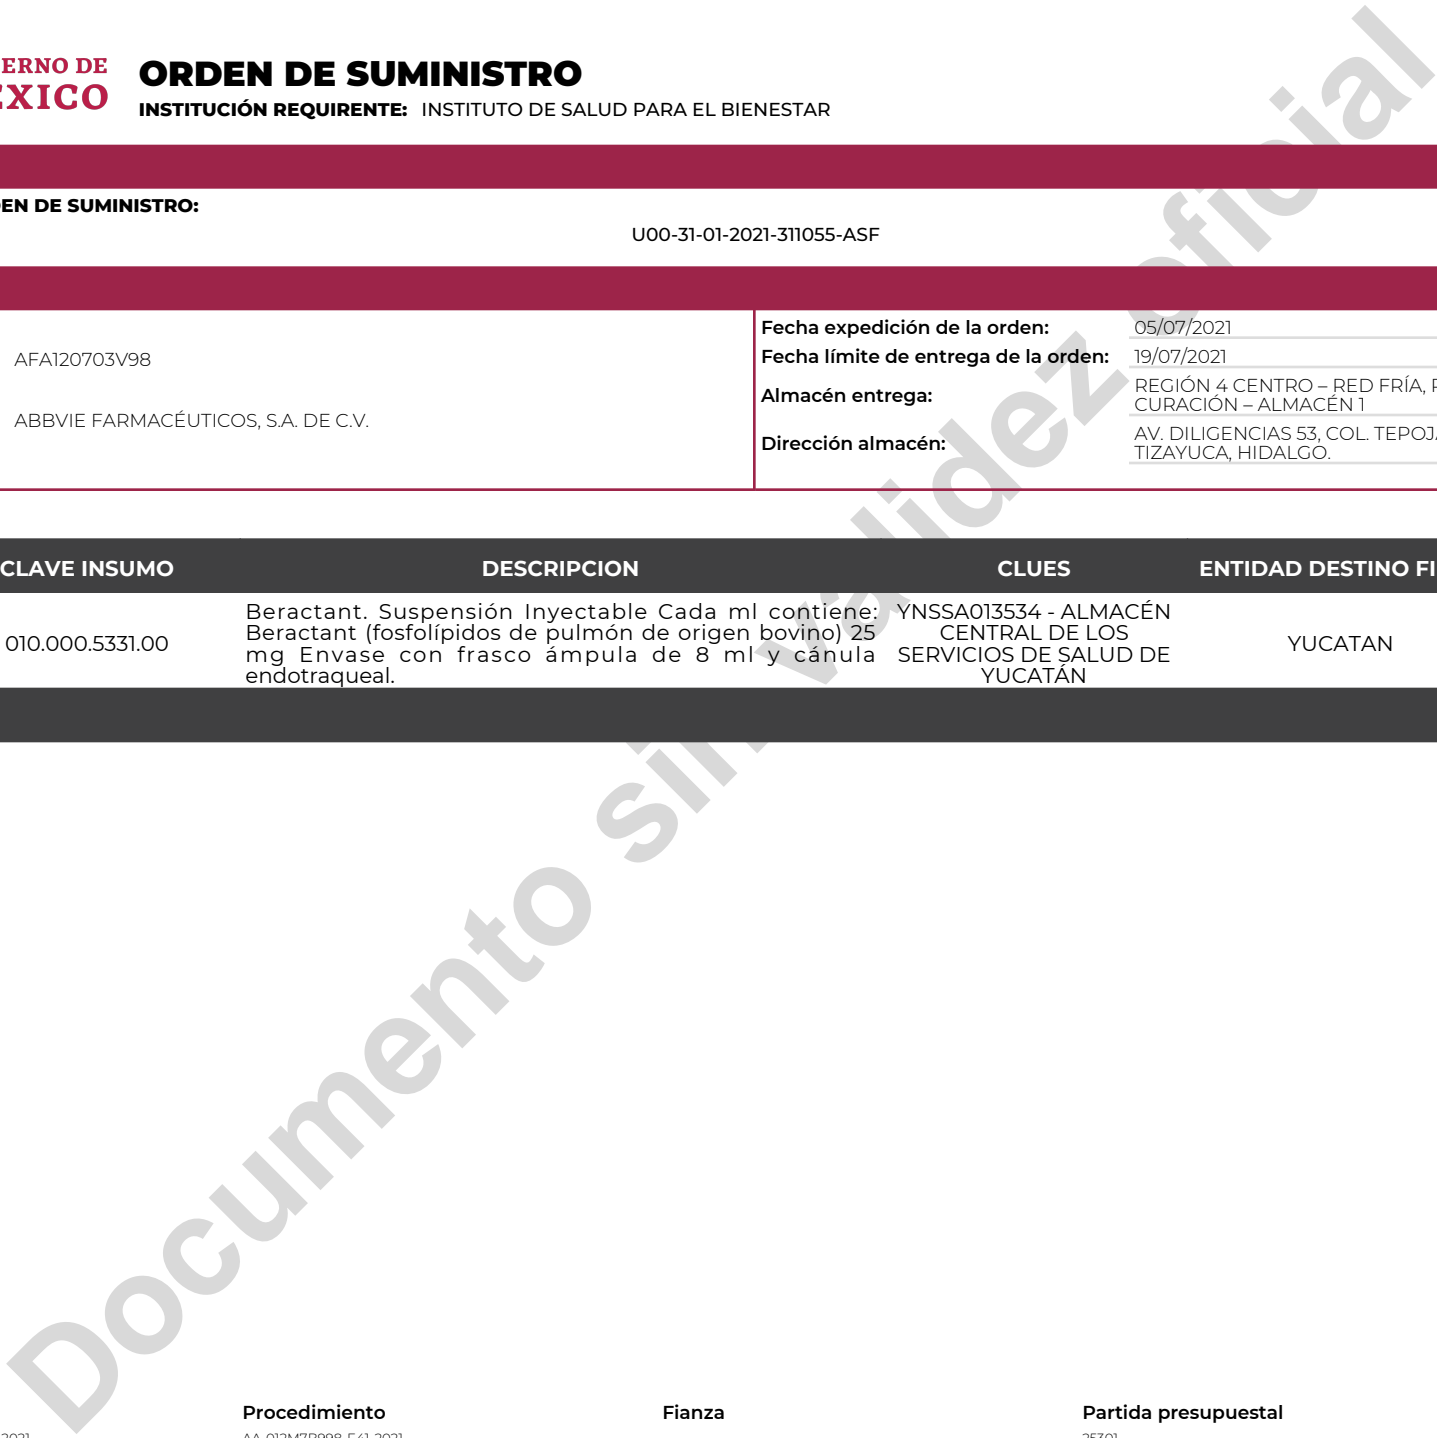 ERNO DE
EXICO
ORDEN DE SUMINISTRO
INSTITUCIÓN REQUIRENTE: INSTITUTO DE SALUD PARA EL BIENESTAR
EN DE SUMINISTRO:
U00-31-01-2021-311055-ASF
AFA120703V98
ABBVIE FARMACÉUTICOS, S.A. DE C.V.
Fecha expedición de la orden: 05/07/2021
Fecha límite de entrega de la orden: 19/07/2021
Almacén entrega: REGIÓN 4 CENTRO – RED FRÍA,
CURACIÓN – ALMACÉN 1
Dirección almacén: AV. DILIGENCIAS 53, COL. TEPOJA
TIZAYUCA, HIDALGO.
CLAVE INSUMO DESCRIPCION CLUES ENTIDAD DESTINO FI
010.000.5331.00
Beractant. Suspensión Inyectable Cada ml contiene:
Beractant (fosfolípidos de pulmón de origen bovino) 25
mg Envase con frasco ámpula de 8 ml y cánula
endotraqueal.
YNSSA013534 - ALMACÉN
CENTRAL DE LOS
SERVICIOS DE SALUD DE
YUCATÁN
YUCATAN
Documento sin validez oficial
Procedimiento Fianza Partida presupuestal